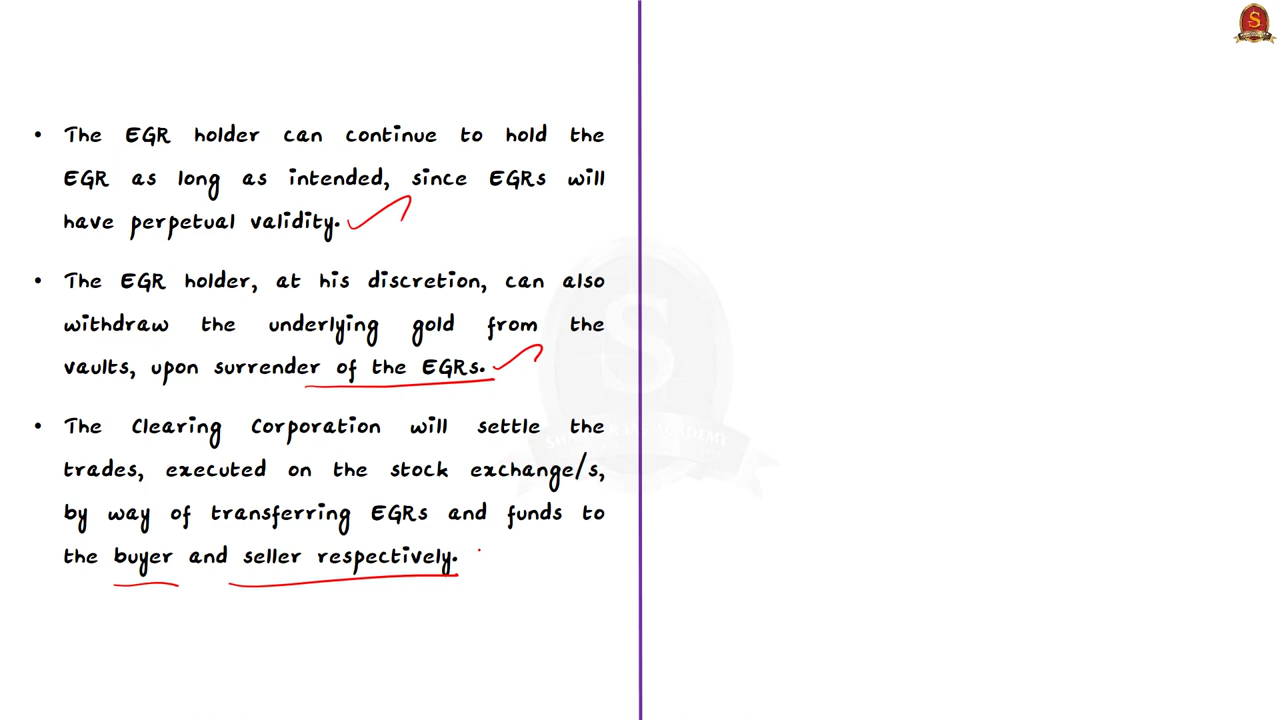 • The EGR holder can continue to hold the
EGR as long as intended, since EGRs will
have perpetual validity.
• The EGR holder, at his discretion, can also
withdraw the underlying gold from the
vaults, upon surrender of the EGRs.
• The Clearing Corporation will settle the
trades, executed on the stock exchange/s,
by way of transferring EGRs and funds to
the buyer and seller respectively.